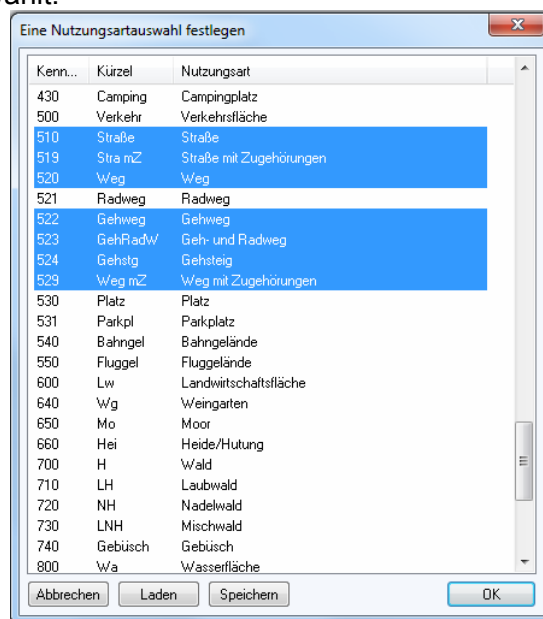 Eine Nutzungsartauswahl festlegen
Kenn... Kürzel Nutzungsart
430 Camping Campingplatz
500 Verkehr Verkehrsfläche
510 Straße Straße
519 Stra mZ Straße mit Zugehörungen
520 Weg Weg
521 Radweg Radweg
522 Gehweg Gehweg
523 GehRadW Geh- und Radweg
524 Gehstg Gehsteig
529 Weg mZ Weg mit Zugehörungen
530 Platz Platz
531 Parkpl Parkplatz
540 Bahngel Bahngelände
550 Fluggel Fluggelände
600 Lw Landwirtschaftsfläche
640 Wg Weingarten
650 Mo Moor
660 Hei Heide/Hutung
700 H Wald
710 LH Laubwald
720 NH Nadelwald
730 LNH Mischwald
740 Gebüsch Gebüsch
800 Wa Wasserfläche
Abbrechen Laden Speichern OK